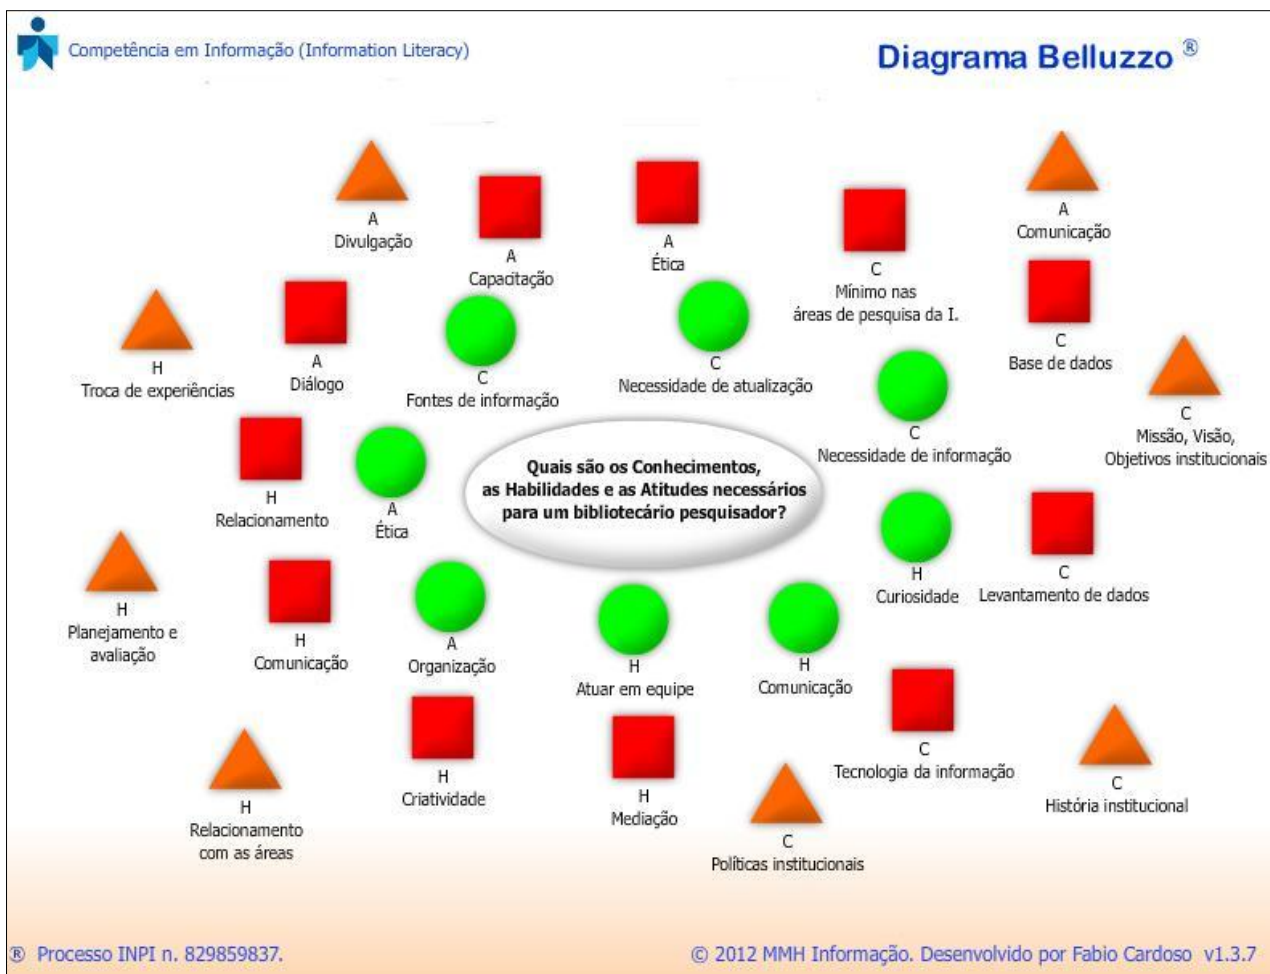 Competência em Informação (Information Literacy)
Diagrama Belluzzo ®
A
Divulgação
A
Capacitação
A
Ética
C
Mínimo nas
áreas de pesquisa da I.
A
Comunicação
H
Troca de experiências
A
Diálogo
C
Fontes de informação
C
Necessidade de atualização
C
Base de dados
C
Necessidade de informação
C
Missão, Visão,
Objetivos institucionais
Quais são os Conhecimentos,
as Habilidades e as Atitudes necessários
para um bibliotecário pesquisador?
H
Relacionamento
A
Ética
H
Curiosidade
C
Levantamento de dados
H
Planejamento e
avaliação
H
Comunicação
A
Organização
H
Atuar em equipe
H
Comunicação
H
Relacionamento
com as áreas
H
Criatividade
H
Mediação
C
Tecnologia da informação
C
Políticas institucionais
C
História institucional
® Processo INPI n. 829859837.
© 2012 MMH Informação. Desenvolvido por Fabio Cardoso v1.3.7